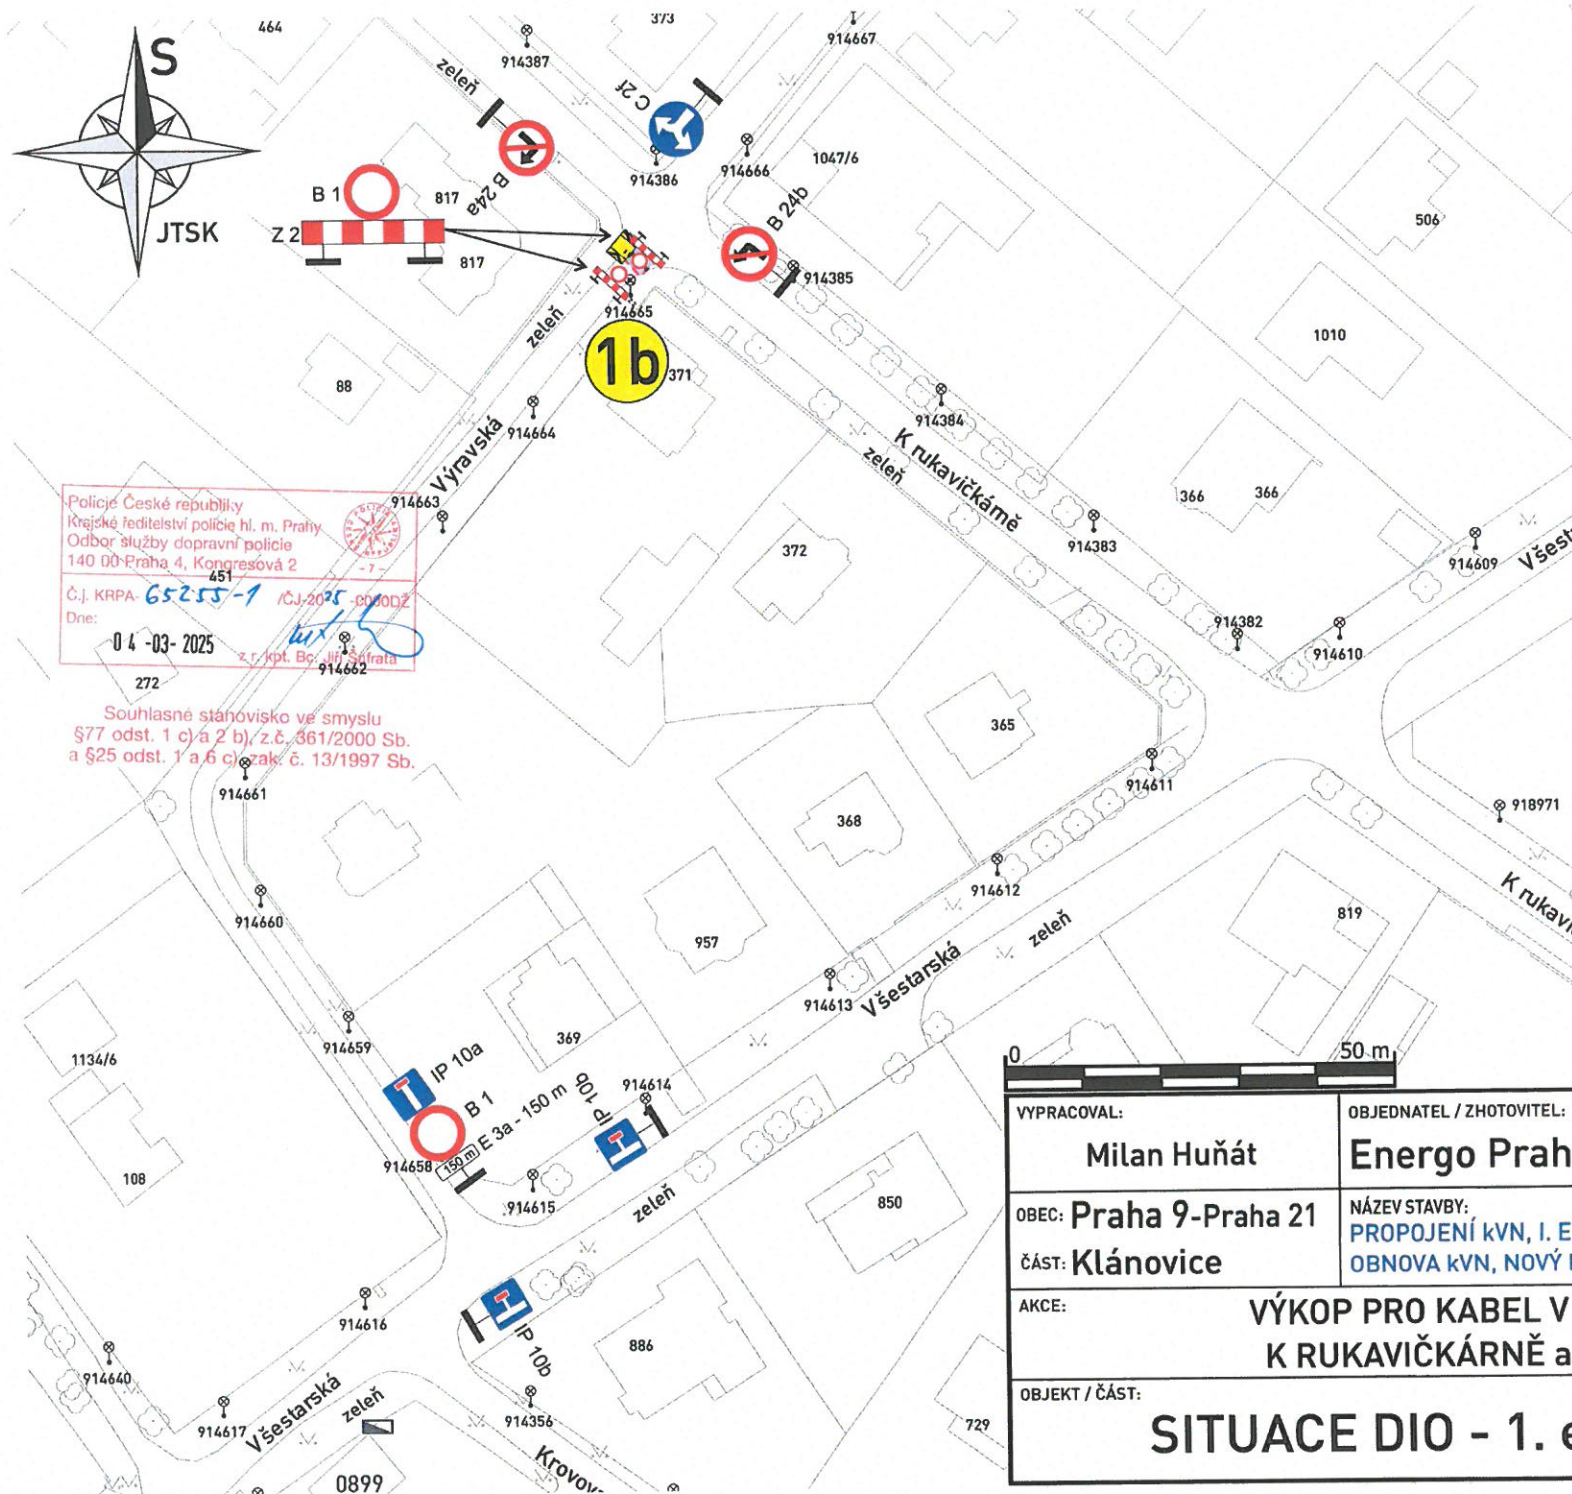 S
JTSK
464
373
914387
914667
zeleň
C 2f
B 1
817
B 24a
914386
914666
1047/6
Z 2
817
B 24b
506
914385
914665
zeleň
1b
371
1010
88
914664
914384
Výravská
K rukavičkárně
zeleň
914663
366
366
914383
372
914609
Všest
Policie České republiky
Krajské ředitelství policie hl. m. Prahy
Odbor služby dopravní policie
140 00 Praha 4, Kongresová 2
- 7 -
451
Č.j. KRPA- 65255-1 /ČJ-2025 -0000DŽ
Dne:
04 -03- 2025
z r. kpt. Bc. Jiří
914662
272
914382
914610
Souhlasné stanovisko ve smyslu
§77 odst. 1 c) a 2 b), z.č. 361/2000 Sb.
a §25 odst. 1 a 6 c) zak. č. 13/1997 Sb.
365
914661
914611
918971
368
914612
914660
K rukavi
819
957
zeleň
914613
Všestarská
369
914659
1134/6
IP 10a
B 1
E 3a - 150 m
150 m
IP 10b
914614
914658
108
914615
zeleň
850
IP 10b
914616
886
914640
914617
Všestarská
zeleň
914356
Krovova
729
0899
0
50 m
VYPRACOVAL:
Milan Huňát
OBJEDNATEL / ZHOTOVITEL:
Energo Prah
OBEC: Praha 9-Praha 21
ČÁST: Klánovice
NÁZEV STAVBY:
PROPOJENÍ kVN, I. E
OBNOVA kVN, NOVÝ
AKCE:
VÝKOP PRO KABEL V
K RUKAVIČKÁRNĚ a
OBJEKT / ČÁST:
SITUACE DIO - 1. e